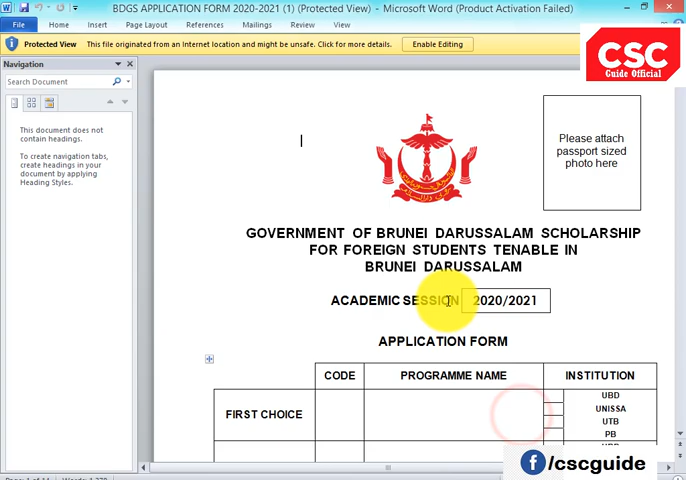 BDGS APPLICATION FORM 2020-2021 (1) (Protected View) - Microsoft Word (Product Activation Failed)
File Home Insert Page Layout References Mailings Review View
Protected View This file originated from an Internet location and might be unsafe. Click for more details. Enable Editing
CSC
Guide Official
Navigation
Search Document
This document does not
contain headings.
To create navigation tabs,
create headings in your
document by applying
Heading Styles.
Please attach
passport sized
photo here
GOVERNMENT OF BRUNEI DARUSSALAM SCHOLARSHIP
FOR FOREIGN STUDENTS TENABLE IN
BRUNEI DARUSSALAM
ACADEMIC SESSION 2020/2021
APPLICATION FORM
CODE PROGRAMME NAME INSTITUTION
FIRST CHOICE
UBD
UNISSA
UTB
PB
f/cscguide